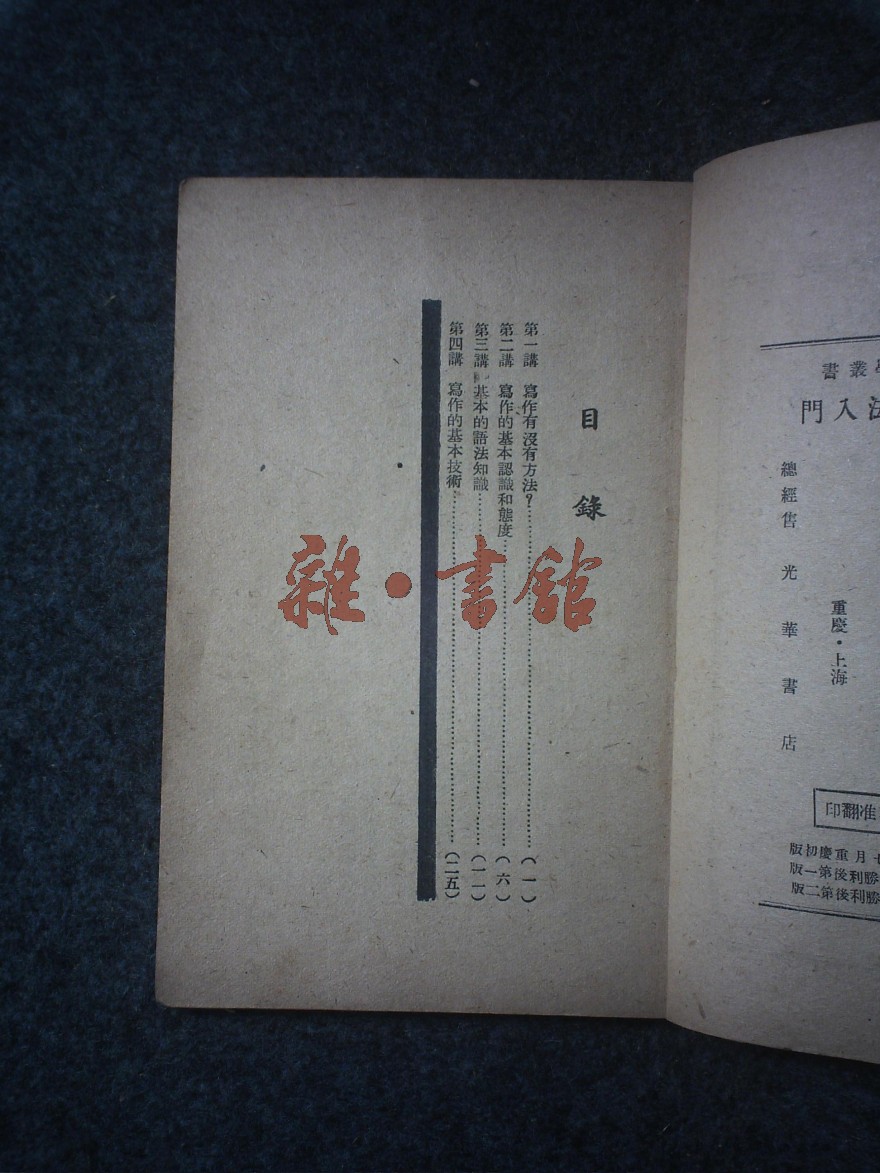 目錄
第一講 寫作有沒有方法?……(一)
第二講 寫作的基本認識和態度……(六)
第三講 基本的語法知識……(一一)
第四講 寫作的基本技術……(二五)
雜·書館
叢書
法入門
重慶·上海
總經售 光華書店
准翻印
月重慶初版
勝利後第一版
勝利後第二版